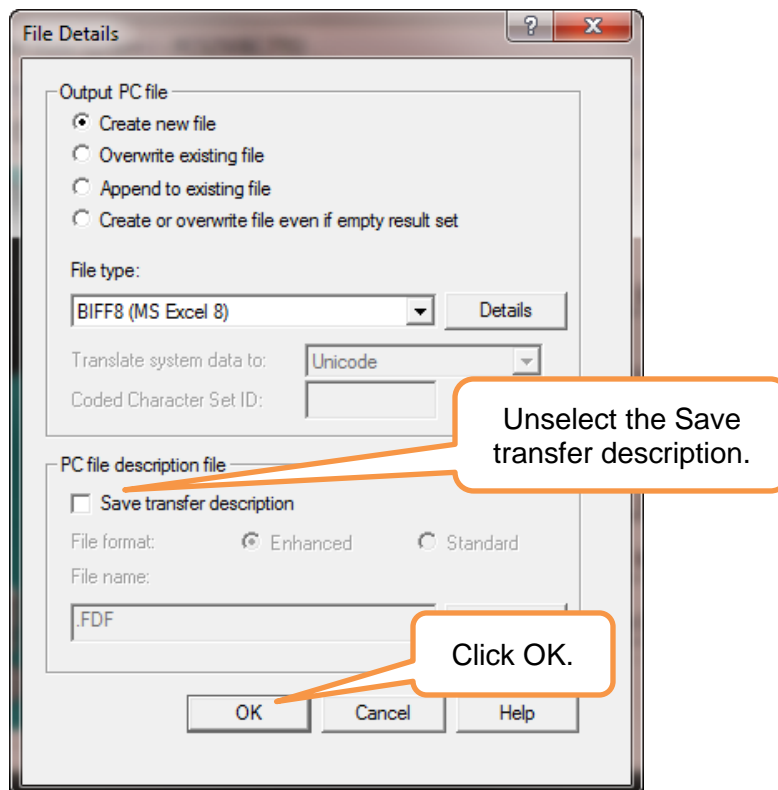 File Details
Output PC file
Create new file
Overwrite existing file
Append to existing file
Create or overwrite file even if empty result set
File type:
BIFF8 (MS Excel 8)
Details
Translate system data to:
Unicode
Coded Character Set ID:
Unselect the Save
transfer description.
PC file description file
Save transfer description
File format:
Enhanced
Standard
File name:
.FDF
Click OK.
OK
Cancel
Help